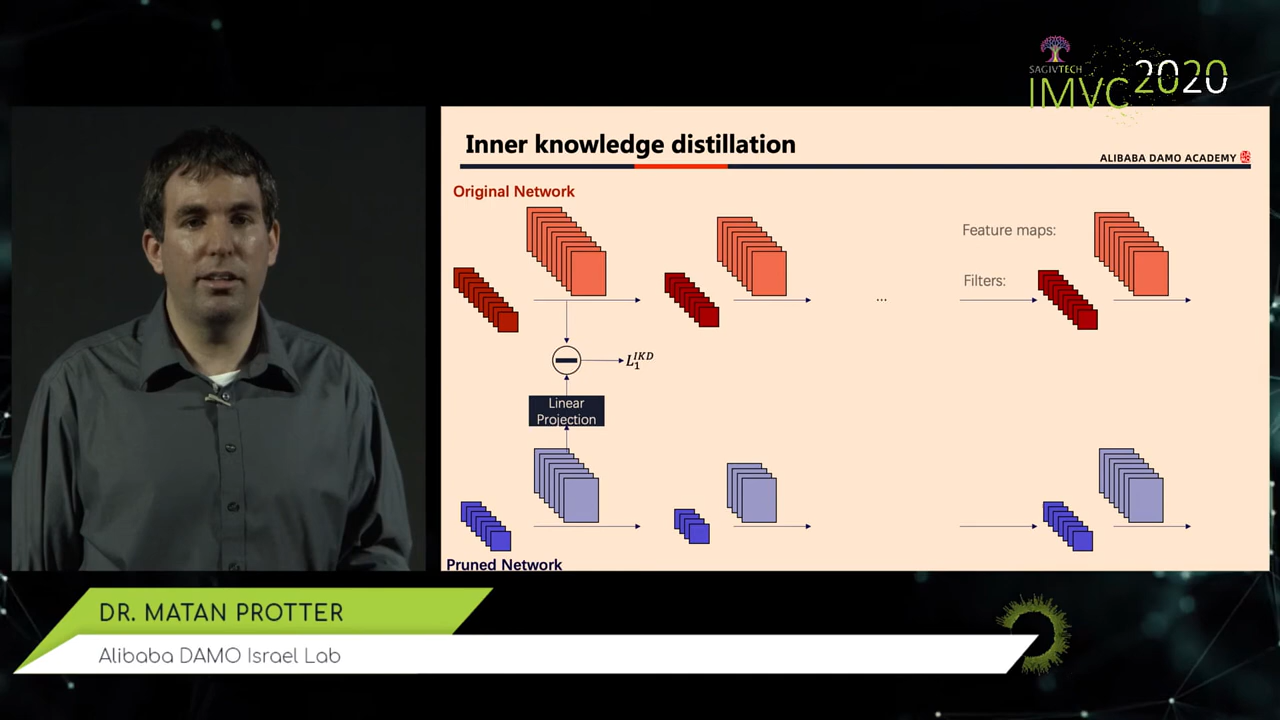 SAGIVTECH
IMVC 2020
Inner knowledge distillation
ALIBABA DAMO ACADEMY
Original Network
Feature maps:
Filters:
...
L₁ᴵᴷᴰ
Linear
Projection
Pruned Network
DR. MATAN PROTTER
Alibaba DAMO Israel Lab